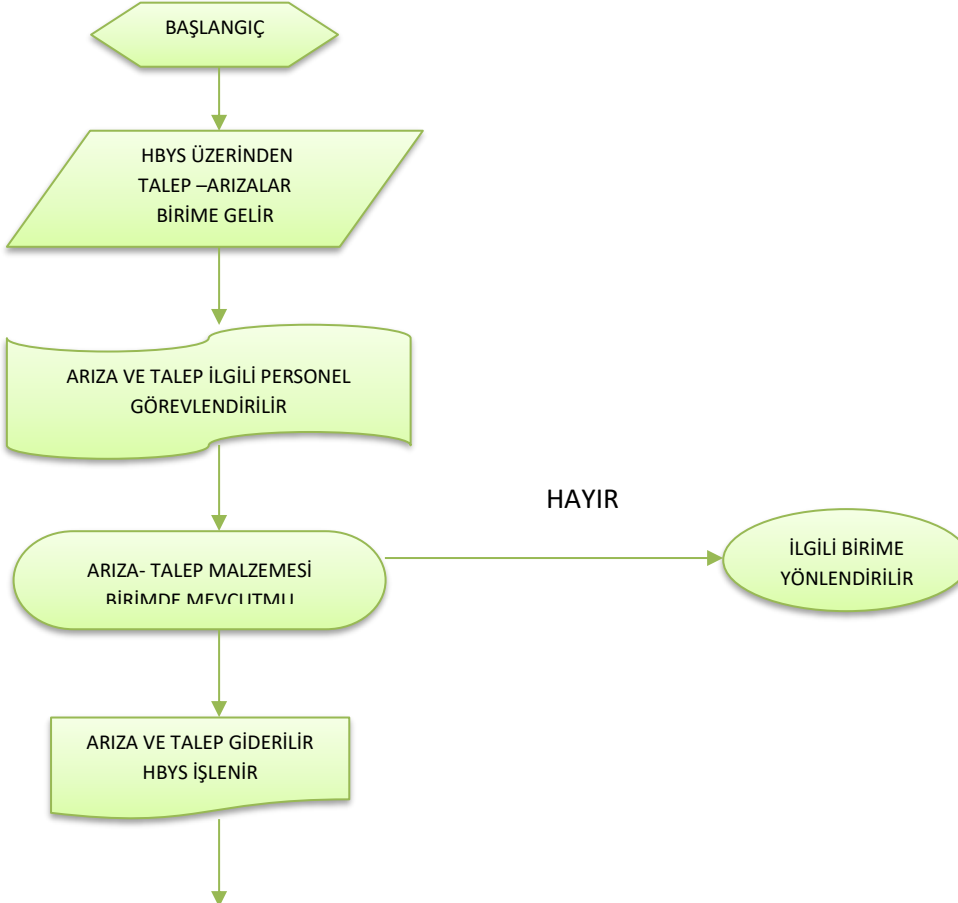 BAŞLANGIÇ
HBYS ÜZERİNDEN
TALEP –ARIZALAR
BİRİME GELİR
ARIZA VE TALEP İLGİLİ PERSONEL
GÖREVLENDİRİLİR
HAYIR
ARIZA- TALEP MALZEMESİ
BİRİMDE MEVCUTMU
İLGİLİ BİRİME
YÖNLENDİRİLİR
ARIZA VE TALEP GİDERİLİR
HBYS İŞLENİR